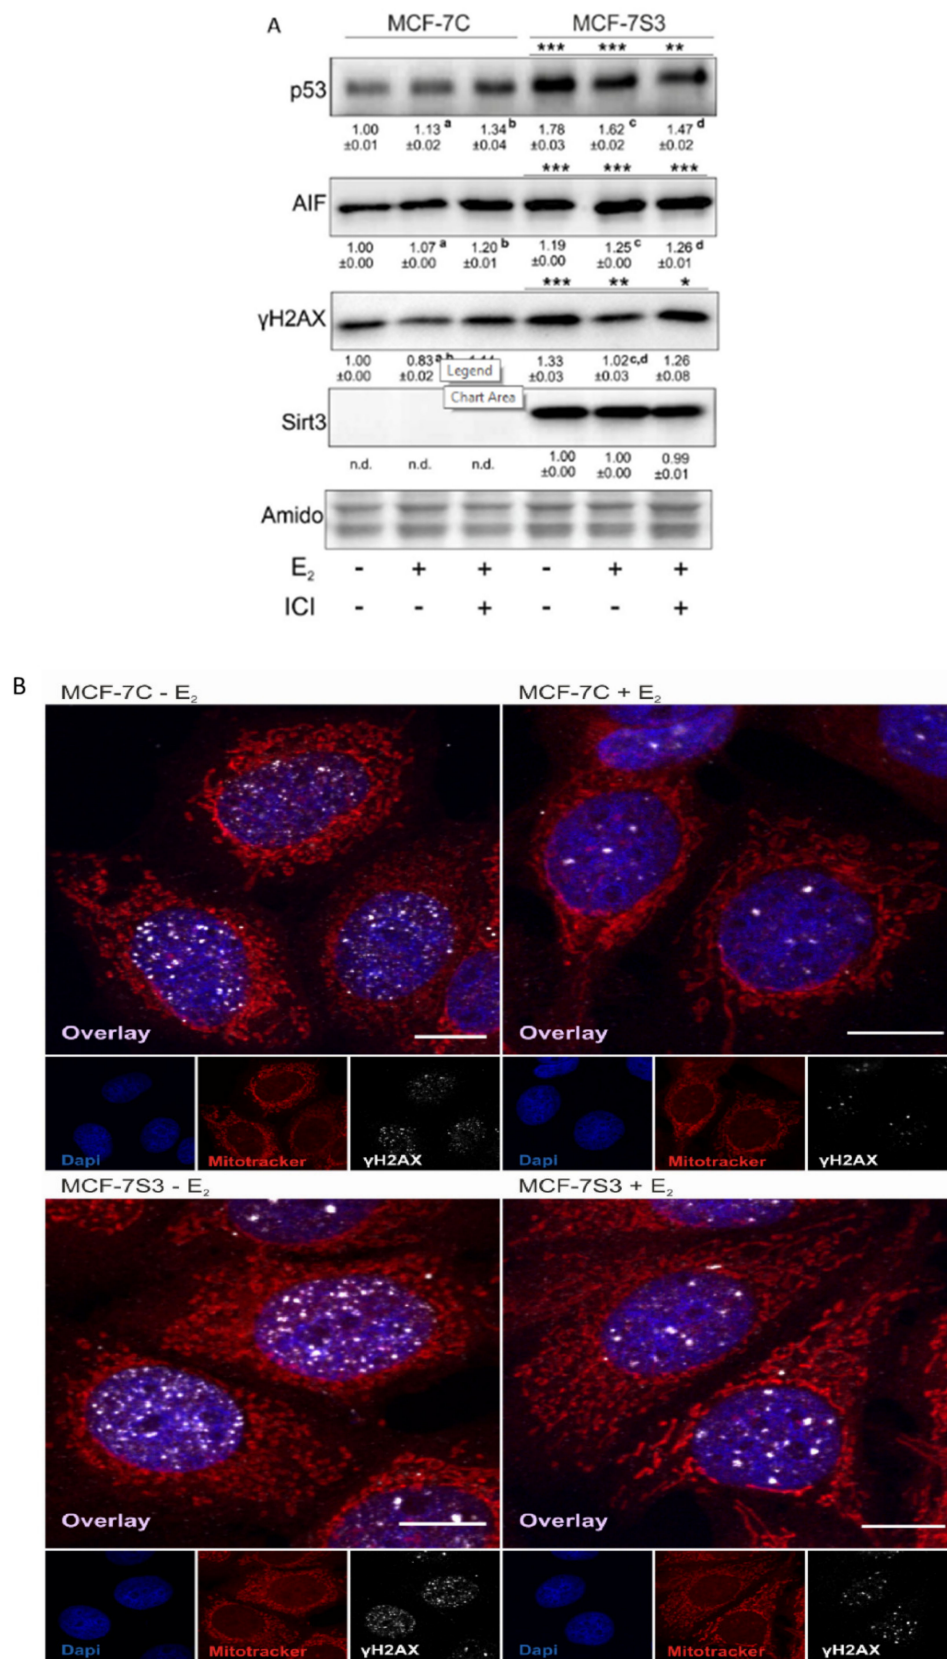 A
MCF-7C MCF-7S3
*** *** **
p53
1.00 1.13 a 1.34 b 1.78 1.62 c 1.47 d
±0.01 ±0.02 ±0.04 ±0.03 ±0.02 ±0.02
*** *** ***
AIF
1.00 1.07 a 1.20 b 1.19 1.25 c 1.26 d
±0.00 ±0.00 ±0.01 ±0.00 ±0.00 ±0.01
*** ** *
γH2AX
1.00 0.83 a,b 1.33 1.02 c,d 1.26
±0.00 ±0.02 ±0.03 ±0.03 ±0.08
Legend
Chart Area
Sirt3
n.d. n.d. n.d. 1.00 1.00 0.99
±0.00 ±0.00 ±0.01
Amido
E₂ - + + - + +
ICI - - + - - +
B
MCF-7C - E₂ MCF-7C + E₂
Overlay Overlay
Dapi Mitotracker γH2AX Dapi Mitotracker γH2AX
MCF-7S3 - E₂ MCF-7S3 + E₂
Overlay Overlay
Dapi Mitotracker γH2AX Dapi Mitotracker γH2AX